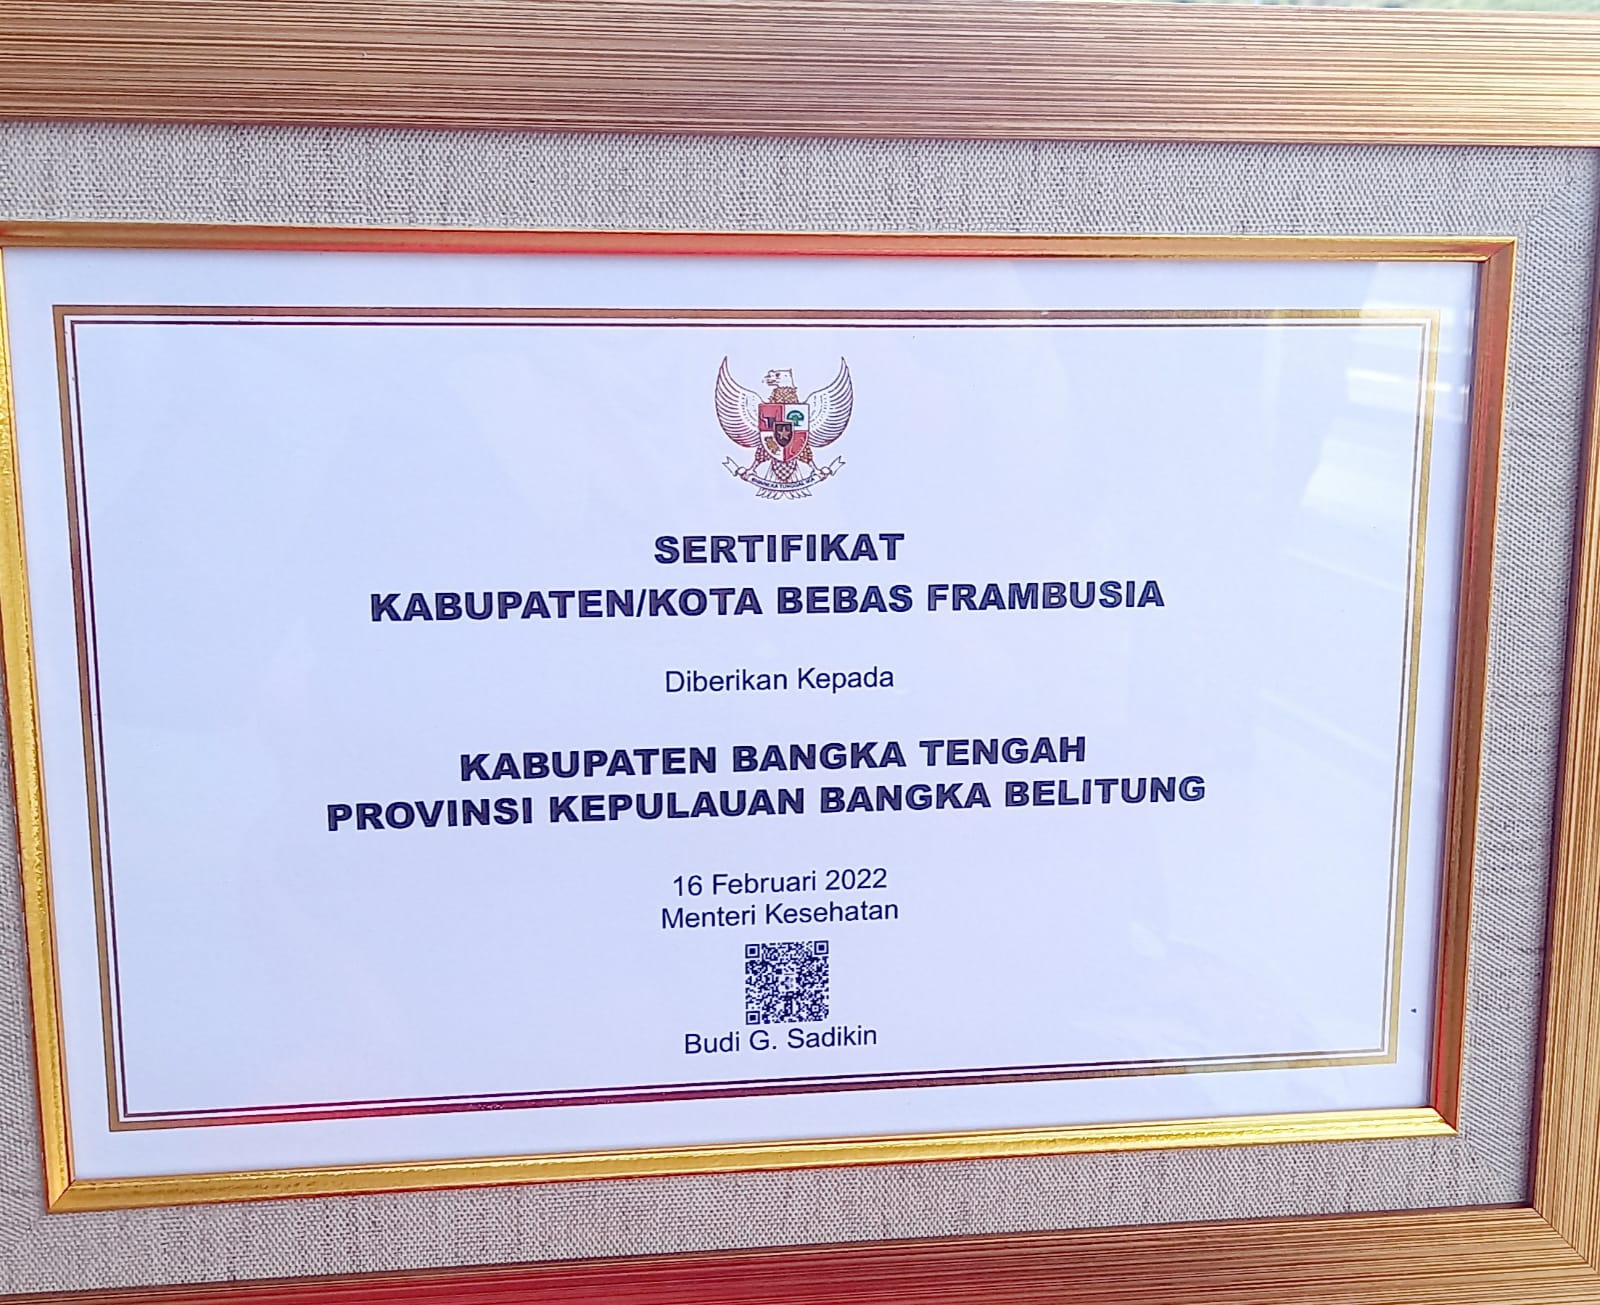 SERTIFIKAT
KABUPATEN/KOTA BEBAS FRAMBUSIA
Diberikan Kepada
KABUPATEN BANGKA TENGAH
PROVINSI KEPULAUAN BANGKA BELITUNG
16 Februari 2022
Menteri Kesehatan
Budi G. Sadikin